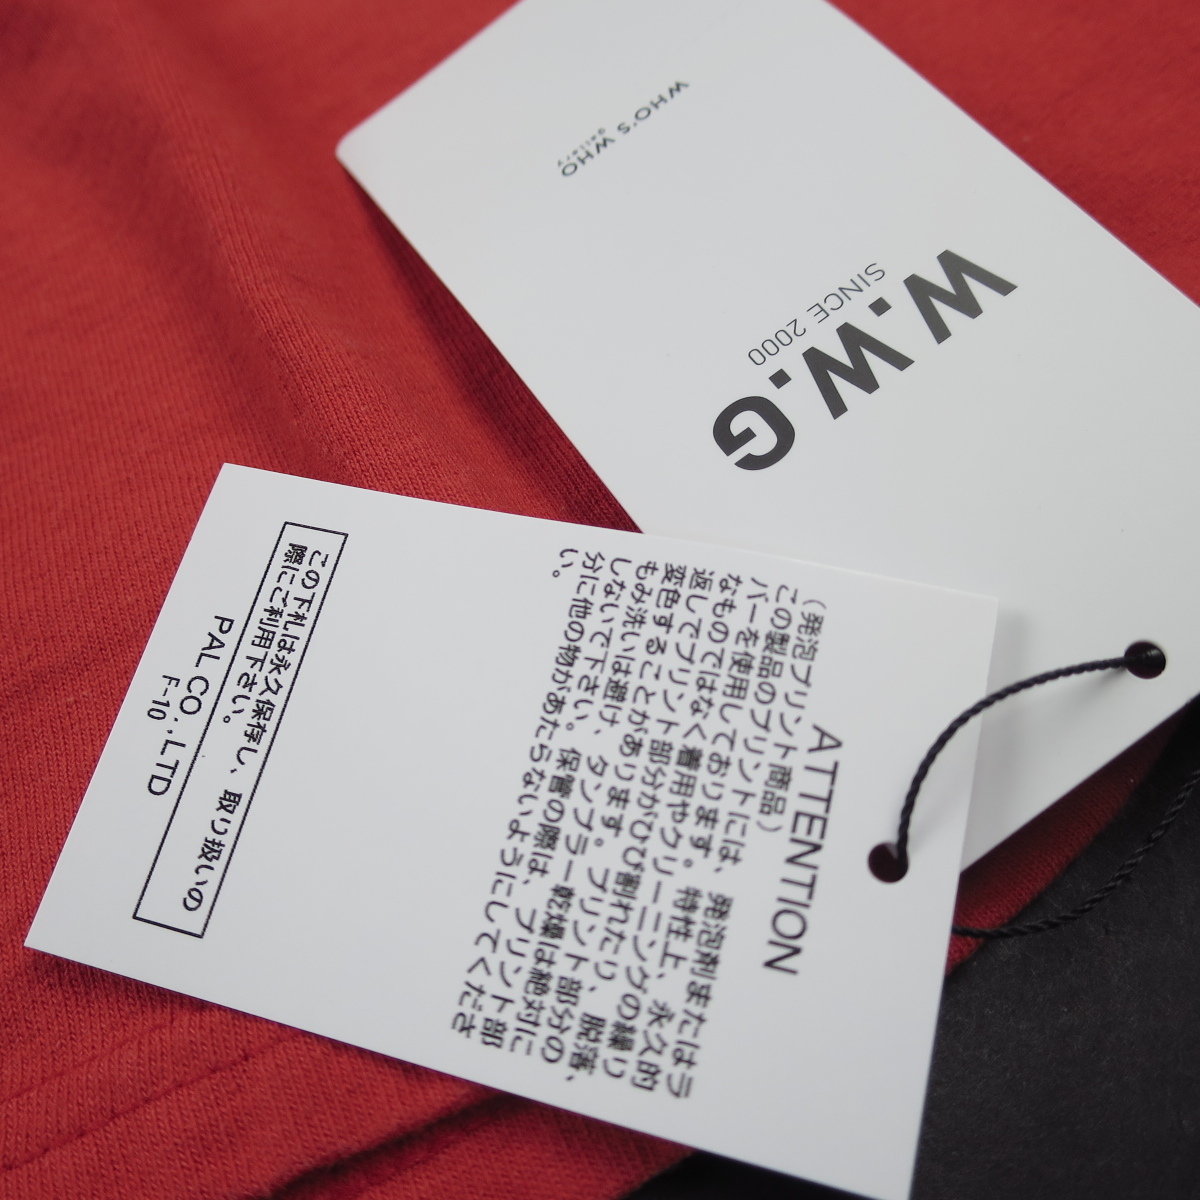 W.W.G
SINCE 2000
WHO'S WHO
gallery
ATTENTION
(発泡プリント商品)
この製品のプリントには、発泡剤またはラ
バーを使用しております。特性上、永久的
なものではなく着用やクリーニングの繰り
返してプリント部分がひび割れたり、脱落、
変色することがあります。プリント部分の
もみ洗いは避け、タンブラー乾燥は絶対に
しないで下さい。保管の際は、プリント部
分に他の物があたらないようにしてくださ
い。
この下札は永久保存し、取り扱いの
際にご利用下さい。
PAL CO.,LTD
F-10